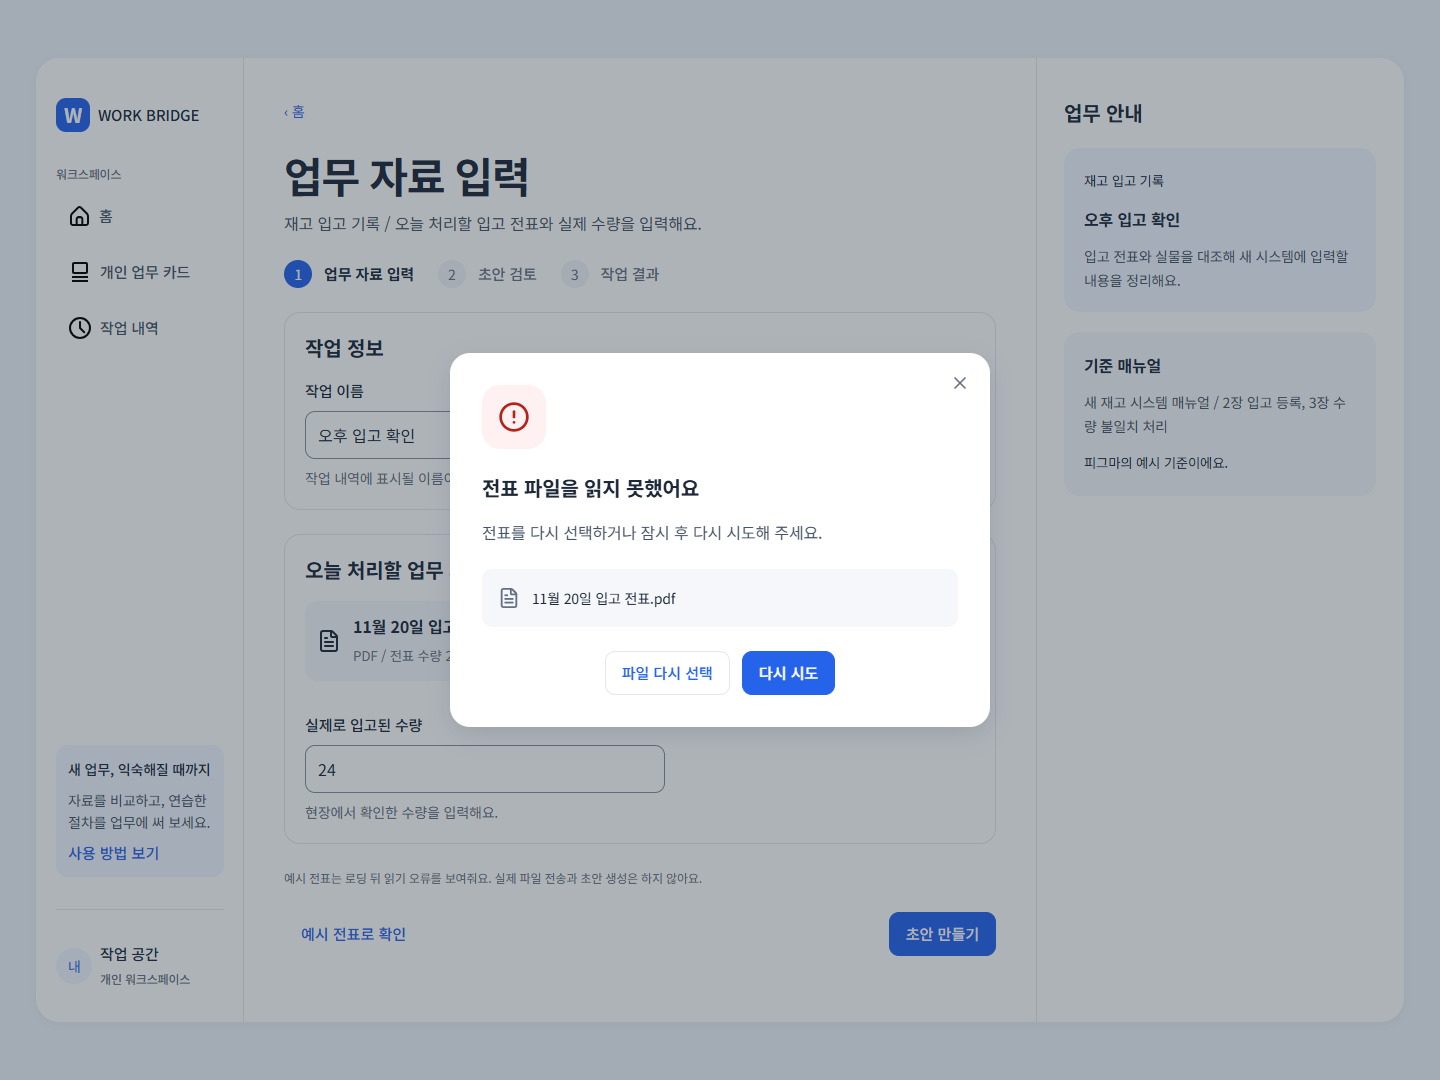 W WORK BRIDGE
워크스페이스
홈
개인 업무 카드
작업 내역
새 업무, 익숙해질 때까지
자료를 비교하고, 연습한
절차를 업무에 써 보세요.
사용 방법 보기
내
작업 공간
개인 워크스페이스
‹ 홈
업무 자료 입력
재고 입고 기록 / 오늘 처리할 입고 전표와 실제 수량을 입력해요.
1 업무 자료 입력 2 초안 검토 3 작업 결과
작업 정보
작업 이름
오후 입고 확인
작업 내역에 표시될
오늘 처리할 업무
11월 20일
PDF / 전표 수량
실제로 입고된 수량
24
현장에서 확인한 수량을 입력해요.
예시 전표는 로딩 뒤 읽기 오류를 보여줘요. 실제 파일 전송과 초안 생성은 하지 않아요.
예시 전표로 확인
초안 만들기
전표 파일을 읽지 못했어요
전표를 다시 선택하거나 잠시 후 다시 시도해 주세요.
11월 20일 입고 전표.pdf
파일 다시 선택
다시 시도
업무 안내
재고 입고 기록
오후 입고 확인
입고 전표와 실물을 대조해 새 시스템에 입력할
내용을 정리해요.
기준 매뉴얼
새 재고 시스템 매뉴얼 / 2장 입고 등록, 3장 수
량 불일치 처리
피그마의 예시 기준이에요.